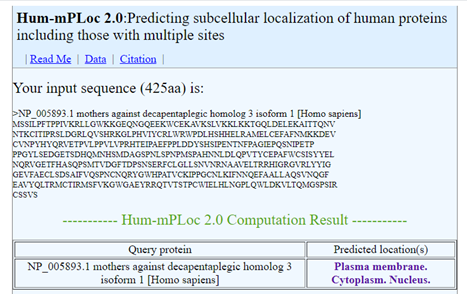 Hum-mPLoc 2.0:Predicting subcellular localization of human proteins
including those with multiple sites
| Read Me | Data | Citation |
Your input sequence (425aa) is:
>NP_005893.1 mothers against decapentaplegic homolog 3 isoform 1 [Homo sapiens]
MSSILPFTPPIVKRLLGWKKGEQNGQEEKWCEKAVKSLVKKLKKTGQLDELEKAITTQNV
NTKCITIPRSLDGRLQVSHRKGLPHVIYCRLWRWPDLHSHHELRAMELCEFAFNMKKDEV
CVNPYHYQRVETPVLPPVLVPRHTEIPAEFPPLDDYSHSIPENTNFPAGIEPQSNIPETP
PPGYLSEDGETSDHQMNHSMDAGSPNLSPNPMSPAHNNLDLQPVTYCEPAFWCSISYYEL
NQRVGETFHASQPSMTVDGFTDPSNSERFCLGLLSNVNRNAAVELTRRHIGRGVRLYYIG
GEVFAECLSDSAIFVQSPNCNQRYGWHPATVCKIPPGCNLKIFNNQEFAALLAQSVNQGF
EAVYQLTRMCTIRMSFVKGWGAEYRRQTVTSTPCWIELHLNGPLQWLDKVLTQMGSPSIR
CSSVS
----------- Hum-mPLoc 2.0 Computation Result -----------
Query protein Predicted location(s)
NP_005893.1 mothers against decapentaplegic homolog 3 Plasma membrane.
isoform 1 [Homo sapiens] Cytoplasm. Nucleus.